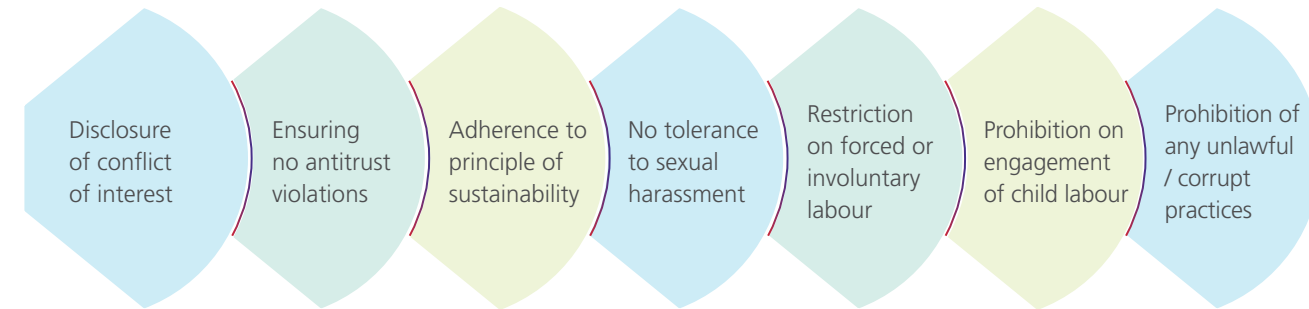 Disclosure
of conflict
of interest
Ensuring
no antitrust
violations
Adherence to
principle of
sustainability
No tolerance
to sexual
harassment
Restriction
on forced or
involuntary
labour
Prohibition on
engagement
of child labour
Prohibition of
any unlawful
/ corrupt
practices